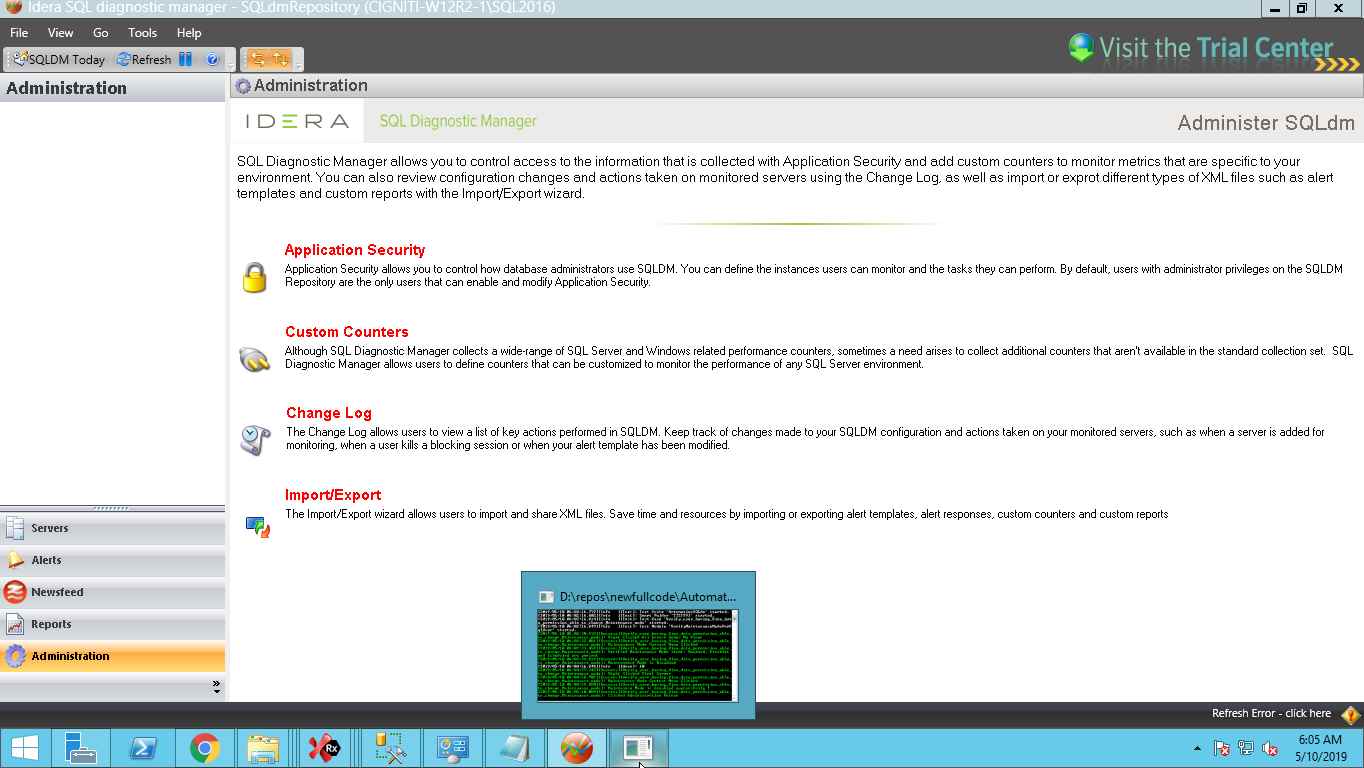 Idera SQL diagnostic manager - SQLdmRepository (CIGNITI-W12R2-1\SQL2016)
File View Go Tools Help
Visit the Trial Center
SQLDM Today Refresh
Administration
Administration
IDERA SQL Diagnostic Manager
Administer SQLdm
SQL Diagnostic Manager allows you to control access to the information that is collected with Application Security and add custom counters to monitor metrics that are specific to your
environment. You can also review configuration changes and actions taken on monitored servers using the Change Log, as well as import or exprot different types of XML files such as alert
templates and custom reports with the Import/Export wizard.
Application Security
Application Security allows you to control how database administrators use SQLDM. You can define the instances users can monitor and the tasks they can perform. By default, users with administrator privileges on the SQLDM
Repository are the only users that can enable and modify Application Security.
Custom Counters
Although SQL Diagnostic Manager collects a wide-range of SQL Server and Windows related performance counters, sometimes a need arises to collect additional counters that aren't available in the standard collection set. SQL
Diagnostic Manager allows users to define counters that can be customized to monitor the performance of any SQL Server environment.
Change Log
The Change Log allows users to view a list of key actions performed in SQLDM. Keep track of changes made to your SQLDM configuration and actions taken on your monitored servers, such as when a server is added for
monitoring, when a user kills a blocking session or when your alert template has been modified.
Import/Export
The Import/Export wizard allows users to import and share XML files. Save time and resources by importing or exporting alert templates, alert responses, custom counters and custom reports
Servers
Alerts
Newsfeed
Reports
Administration
D:\repos\newfullcode\Automat...
Refresh Error - click here
Rx
6:05 AM
5/10/2019